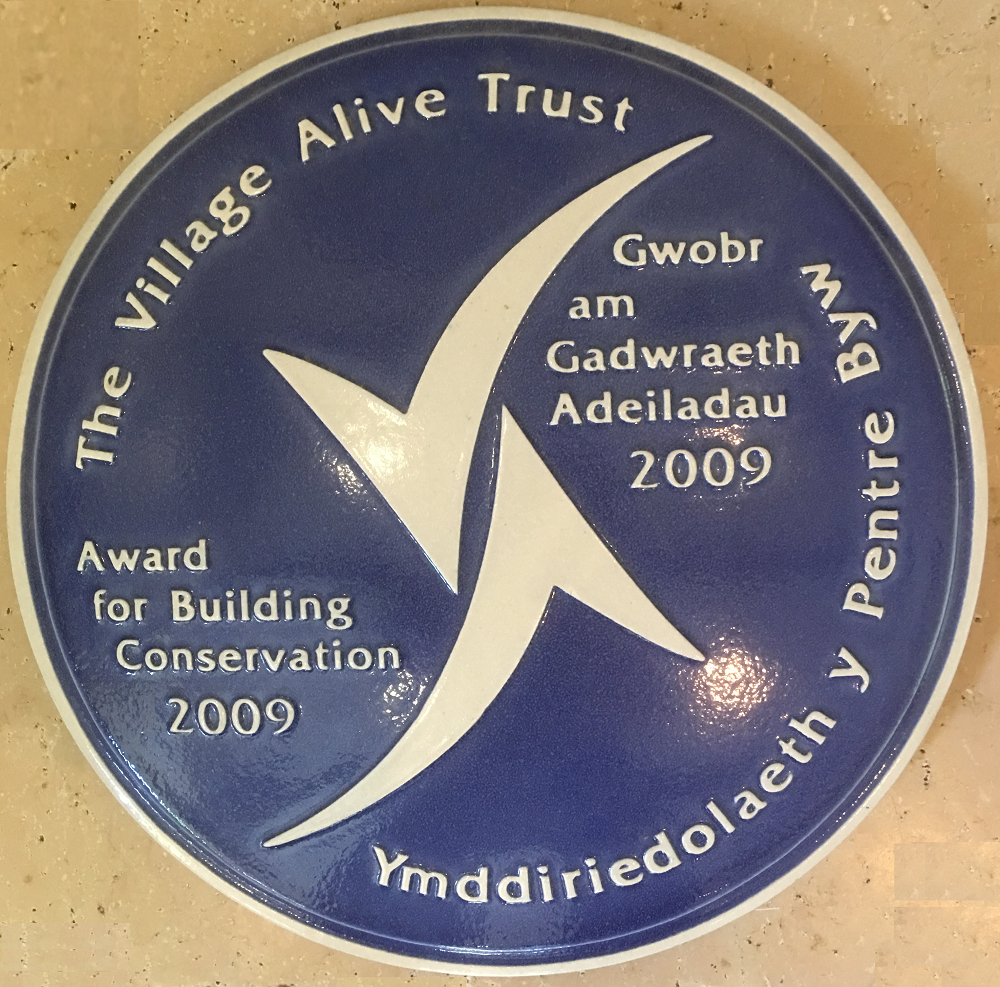 The Village Alive Trust
Gwobr
am
Gadwraeth
Adeiladau
2009
Award
for Building
Conservation
2009
Ymddiriedolaeth y Pentre Byw